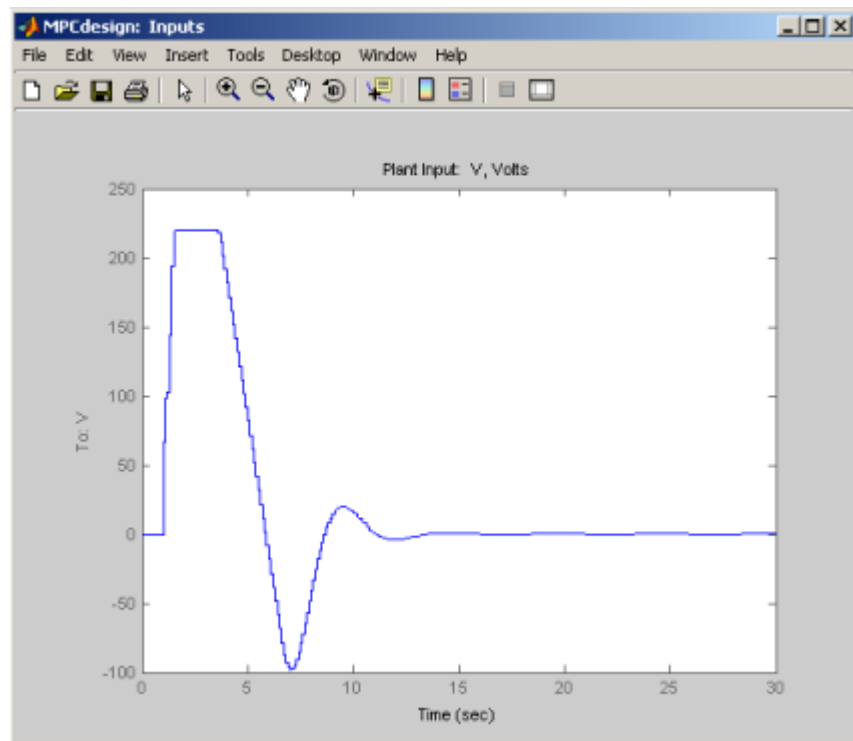 MPCdesign: Inputs
File Edit View Insert Tools Desktop Window Help
Plant Input: V, Volts
250
200
150
100
50
0
-50
-100
To: V
0 5 10 15 20 25 30
Time (sec)